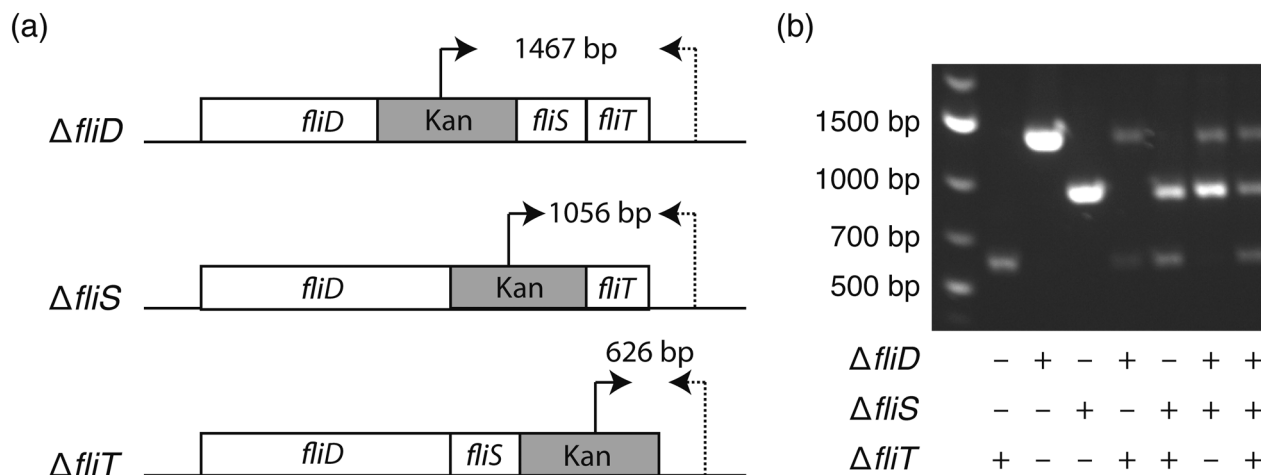 (a)
1467 bp
ΔfliD
fliD
Kan
fliS
fliT
1056 bp
ΔfliS
fliD
Kan
fliT
626 bp
ΔfliT
fliD
fliS
Kan
(b)
1500 bp
1000 bp
700 bp
500 bp
ΔfliD − + − + − + +
ΔfliS − − + − + + +
ΔfliT + − − + + − +